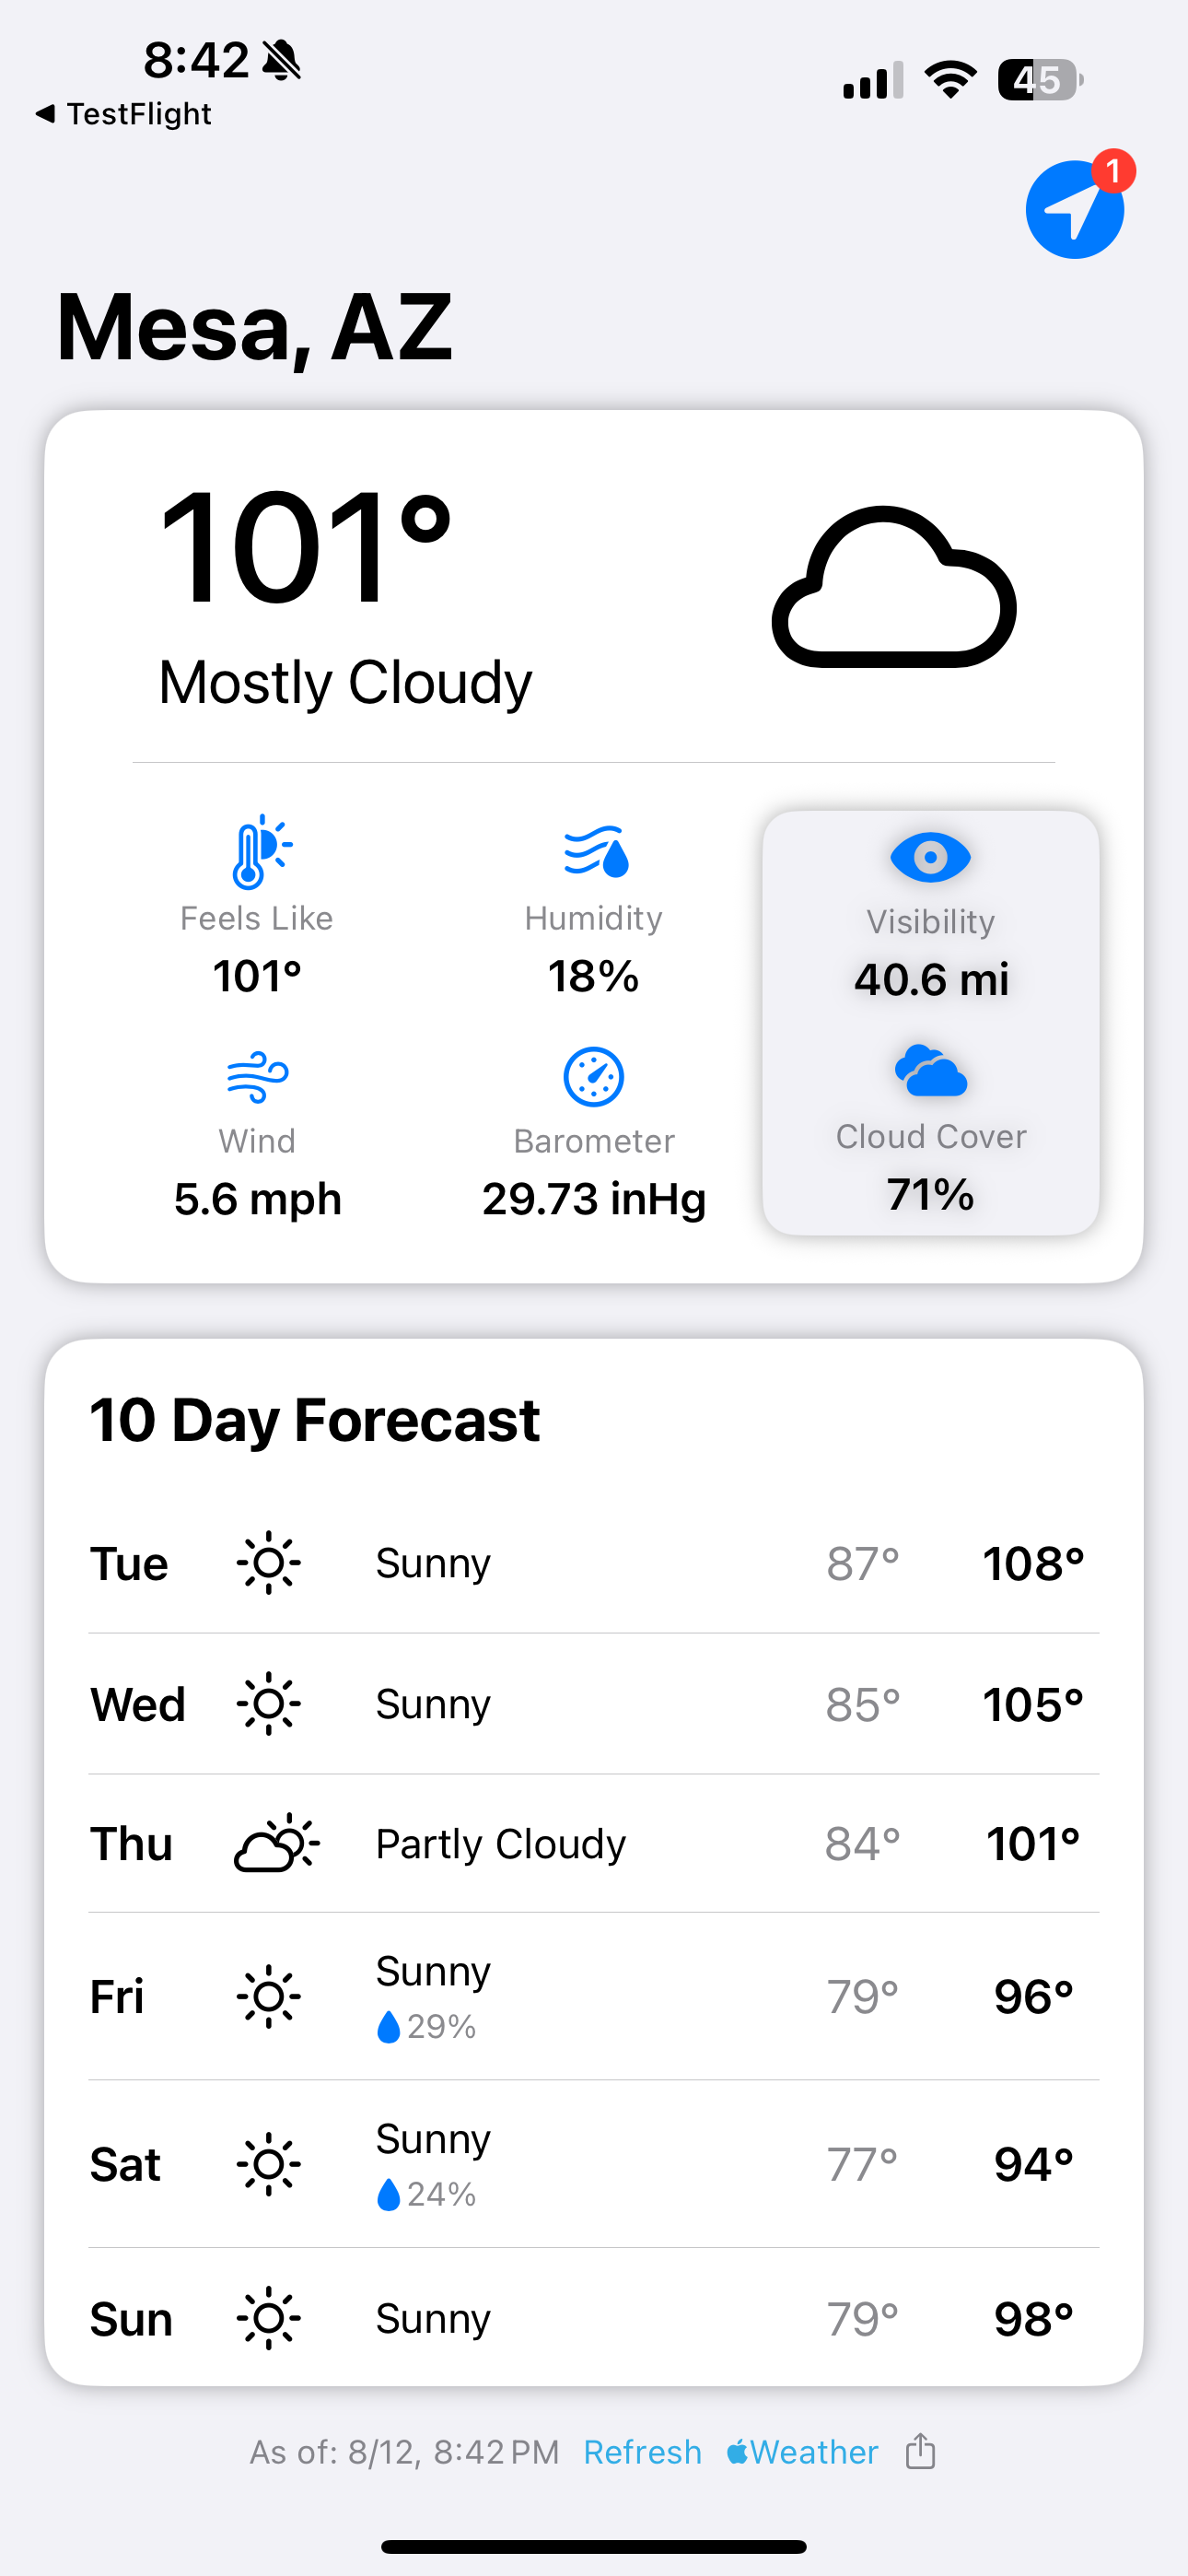 8:42
45
◀ TestFlight
1
Mesa, AZ
101°
Mostly Cloudy
Feels Like
101°
Humidity
18%
Visibility
40.6 mi
Wind
5.6 mph
Barometer
29.73 inHg
Cloud Cover
71%
10 Day Forecast
Tue Sunny 87° 108°
Wed Sunny 85° 105°
Thu Partly Cloudy 84° 101°
Fri Sunny 79° 96°
29%
Sat Sunny 77° 94°
24%
Sun Sunny 79° 98°
As of: 8/12, 8:42 PM Refresh Weather